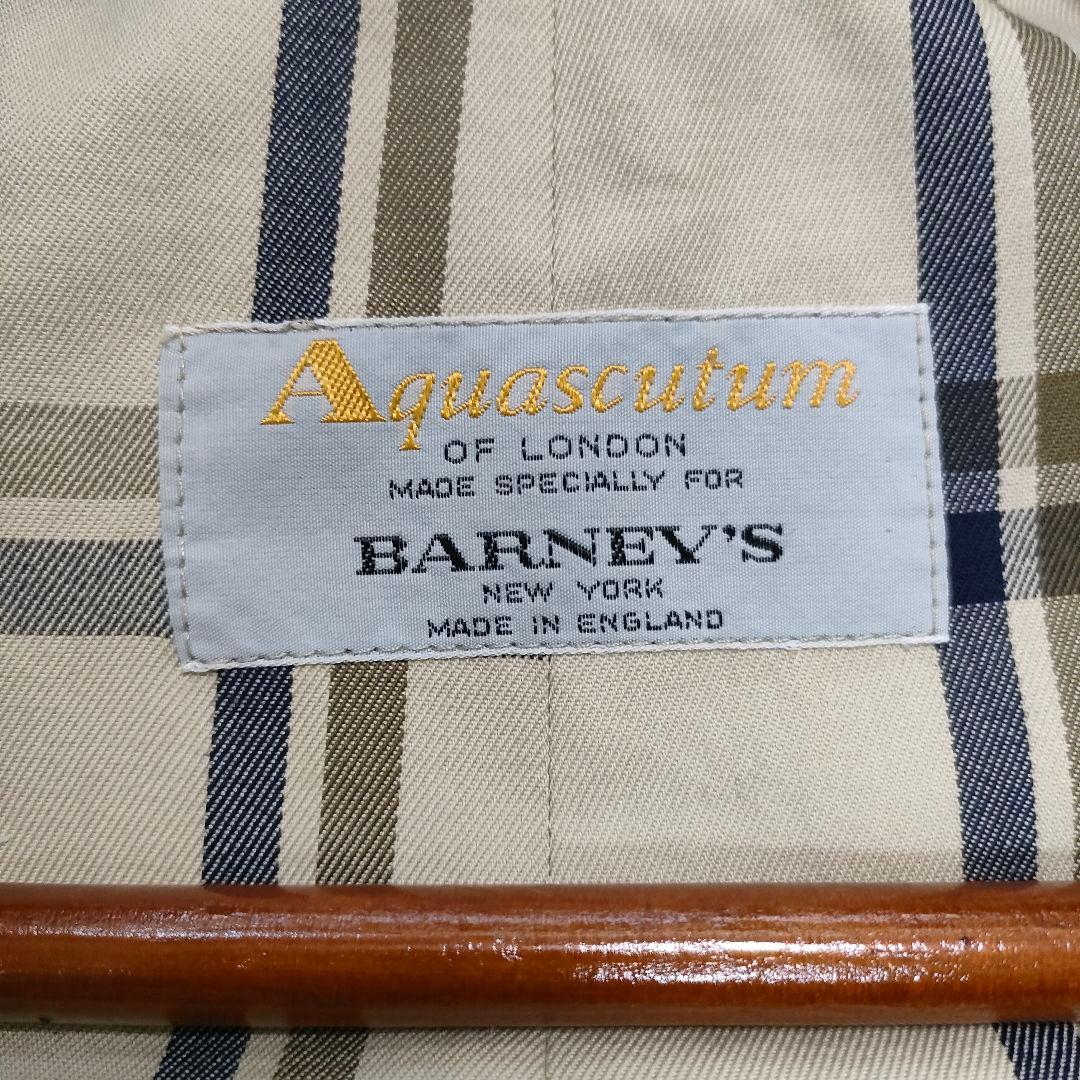 Aquascutum
OF LONDON
MADE SPECIALLY FOR
BARNEY'S
NEW YORK
MADE IN ENGLAND